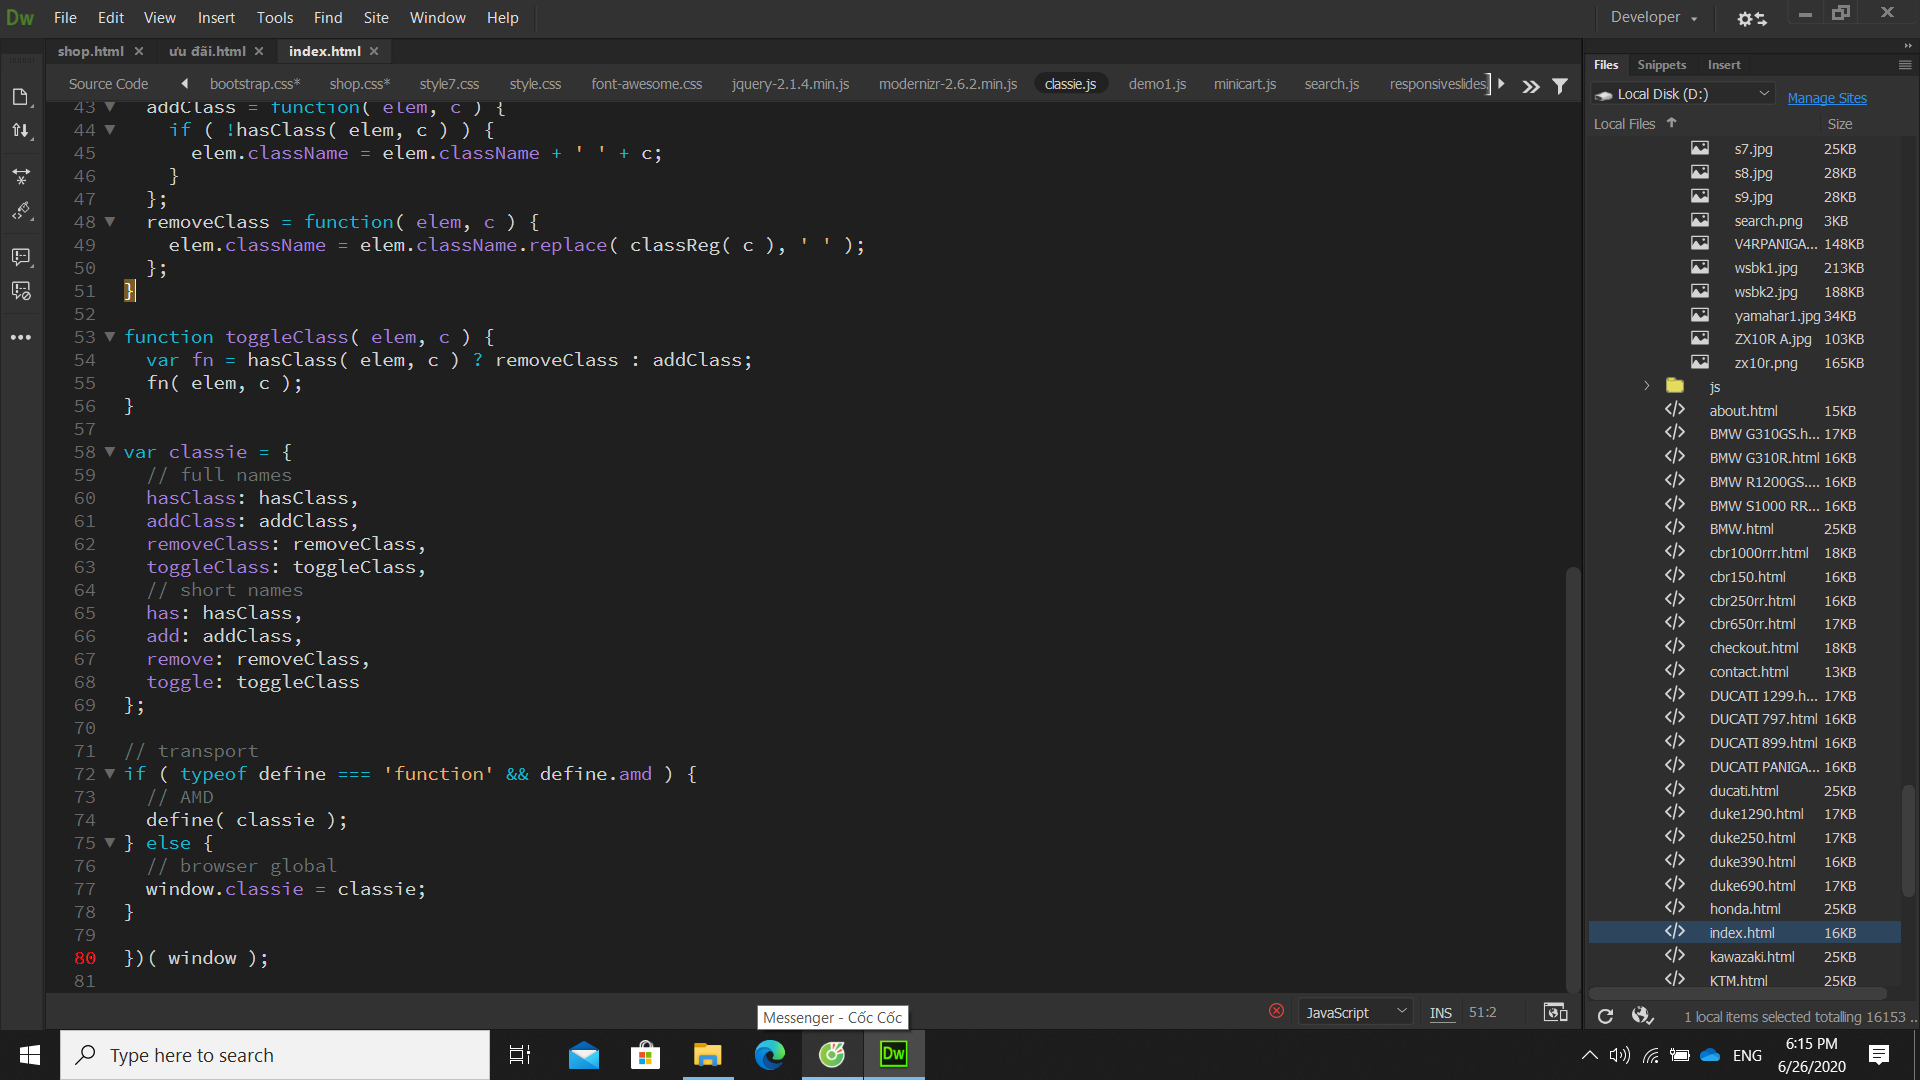 Dw File Edit View Insert Tools Find Site Window Help Developer
shop.html × ưu đãi.html × index.html ×
Source Code bootstrap.css* shop.css* style7.css style.css font-awesome.css jquery-2.1.4.min.js modernizr-2.6.2.min.js classie.js demo1.js minicart.js search.js responsiveslides
43 addClass = function( elem, c ) {
44 if ( !hasClass( elem, c ) ) {
45 elem.className = elem.className + ' ' + c;
46 }
47 };
48 removeClass = function( elem, c ) {
49 elem.className = elem.className.replace( classReg( c ), ' ' );
50 };
51 }
52
53 function toggleClass( elem, c ) {
54 var fn = hasClass( elem, c ) ? removeClass : addClass;
55 fn( elem, c );
56 }
57
58 var classie = {
59 // full names
60 hasClass: hasClass,
61 addClass: addClass,
62 removeClass: removeClass,
63 toggleClass: toggleClass,
64 // short names
65 has: hasClass,
66 add: addClass,
67 remove: removeClass,
68 toggle: toggleClass
69 };
70
71 // transport
72 if ( typeof define === 'function' && define.amd ) {
73 // AMD
74 define( classie );
75 } else {
76 // browser global
77 window.classie = classie;
78 }
79
80 })( window );
81
Files Snippets Insert
Local Disk (D:) Manage Sites
Local Files Size
s7.jpg 25KB
s8.jpg 28KB
s9.jpg 28KB
search.png 3KB
V4RPANIGA... 148KB
wsbk1.jpg 213KB
wsbk2.jpg 188KB
yamahar1.jpg 34KB
ZX10R A.jpg 103KB
zx10r.png 165KB
js
about.html 15KB
BMW G310GS.h... 17KB
BMW G310R.html 16KB
BMW R1200GS.... 16KB
BMW S1000 RR... 16KB
BMW.html 25KB
cbr1000rrr.html 18KB
cbr150.html 16KB
cbr250rr.html 16KB
cbr650rr.html 17KB
checkout.html 18KB
contact.html 13KB
DUCATI 1299.h... 17KB
DUCATI 797.html 16KB
DUCATI 899.html 16KB
DUCATI PANIGA... 16KB
ducati.html 25KB
duke1290.html 17KB
duke250.html 17KB
duke390.html 16KB
duke690.html 17KB
honda.html 25KB
index.html 16KB
kawazaki.html 25KB
KTM.html 25KB
1 local items selected totalling 16153 ..
JavaScript INS 51:2
Messenger - Cốc Cốc
Type here to search
Dw
ENG
6:15 PM
6/26/2020